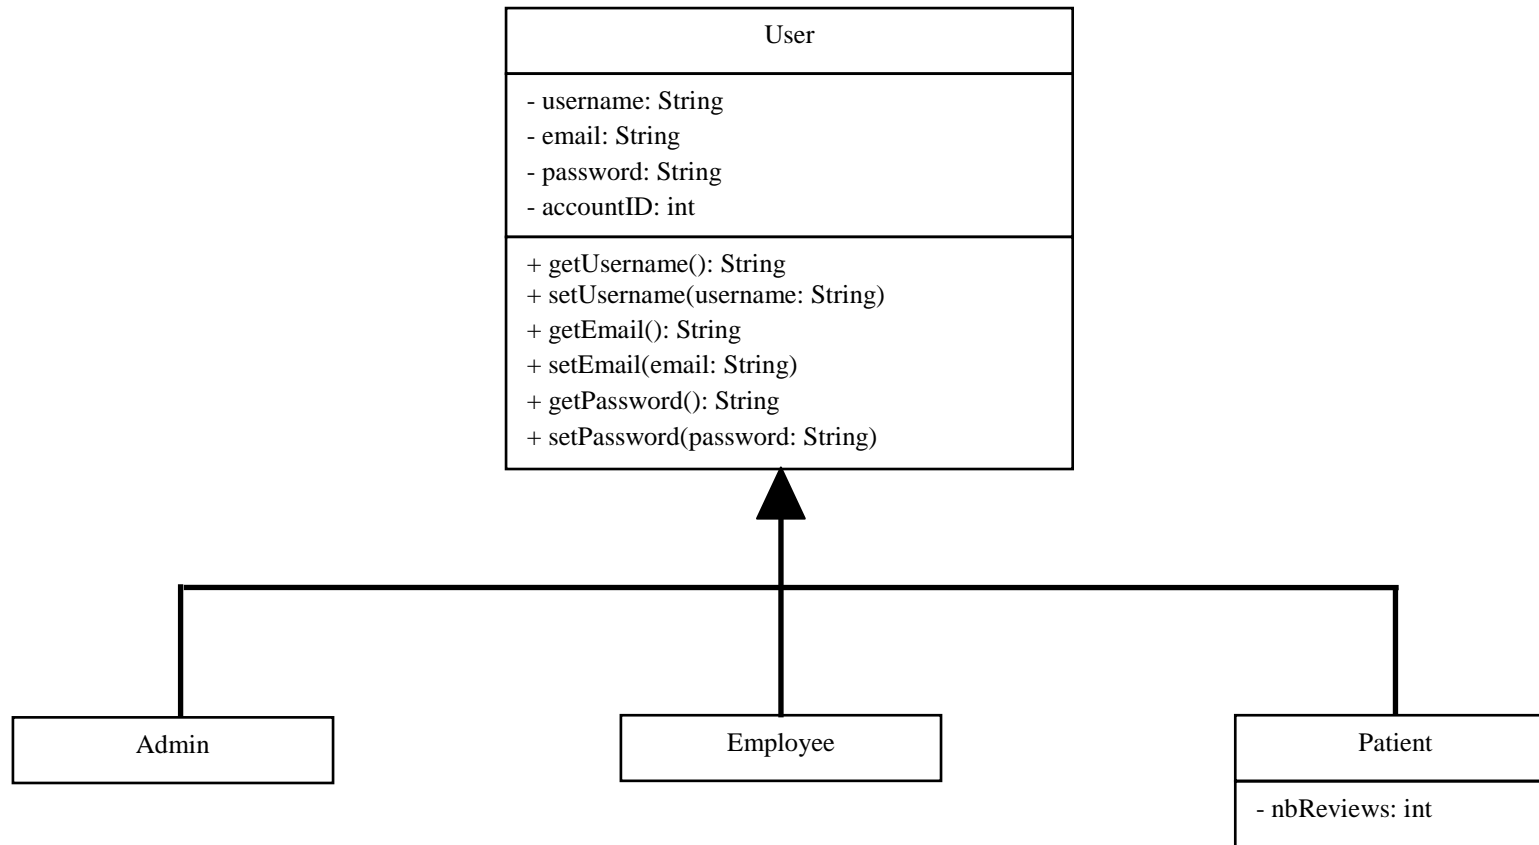 User
- username: String
- email: String
- password: String
- accountID: int
+ getUsername(): String
+ setUsername(username: String)
+ getEmail(): String
+ setEmail(email: String)
+ getPassword(): String
+ setPassword(password: String)
Admin
Employee
Patient
- nbReviews: int